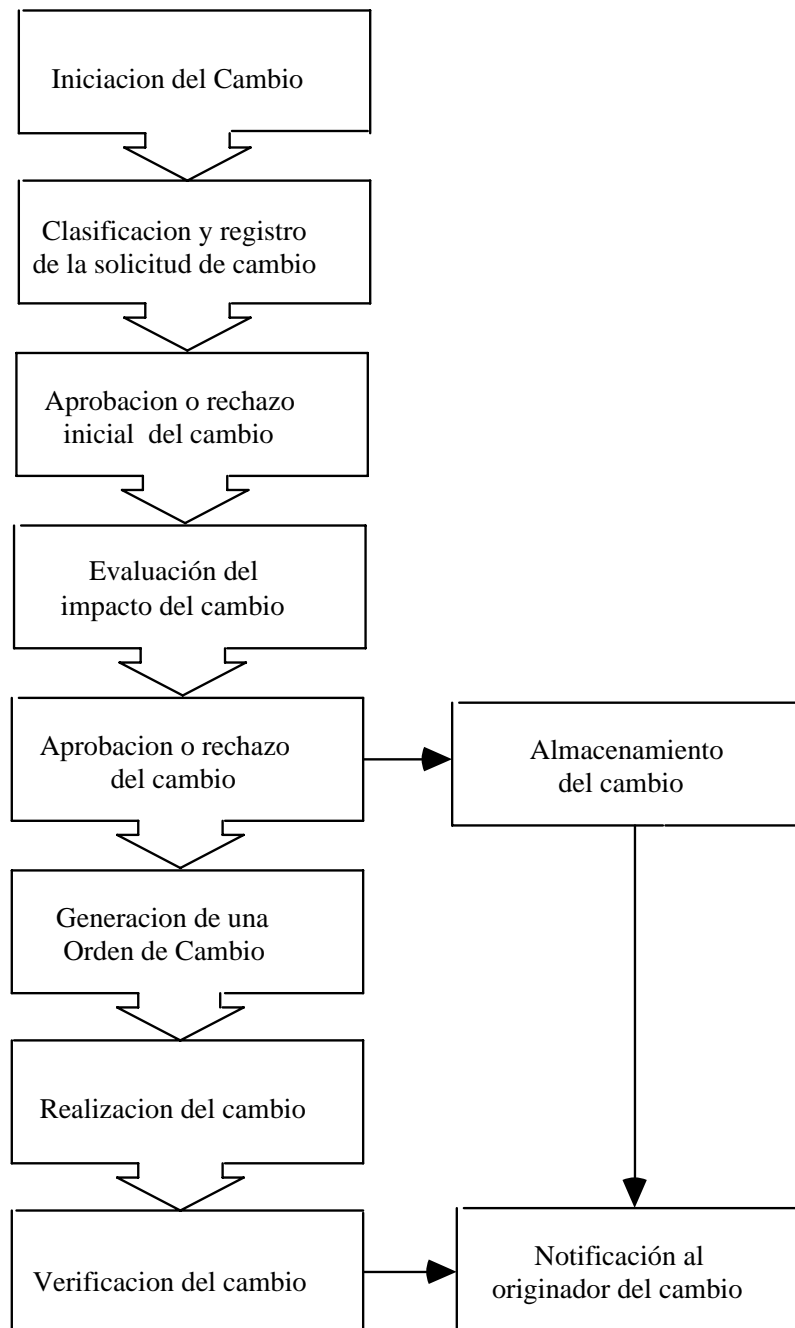 Iniciacion del Cambio
Clasificacion y registro
de la solicitud de cambio
Aprobacion o rechazo
inicial del cambio
Evaluación del
impacto del cambio
Aprobacion o rechazo
del cambio
Almacenamiento
del cambio
Generacion de una
Orden de Cambio
Realizacion del cambio
Verificacion del cambio
Notificación al
originador del cambio